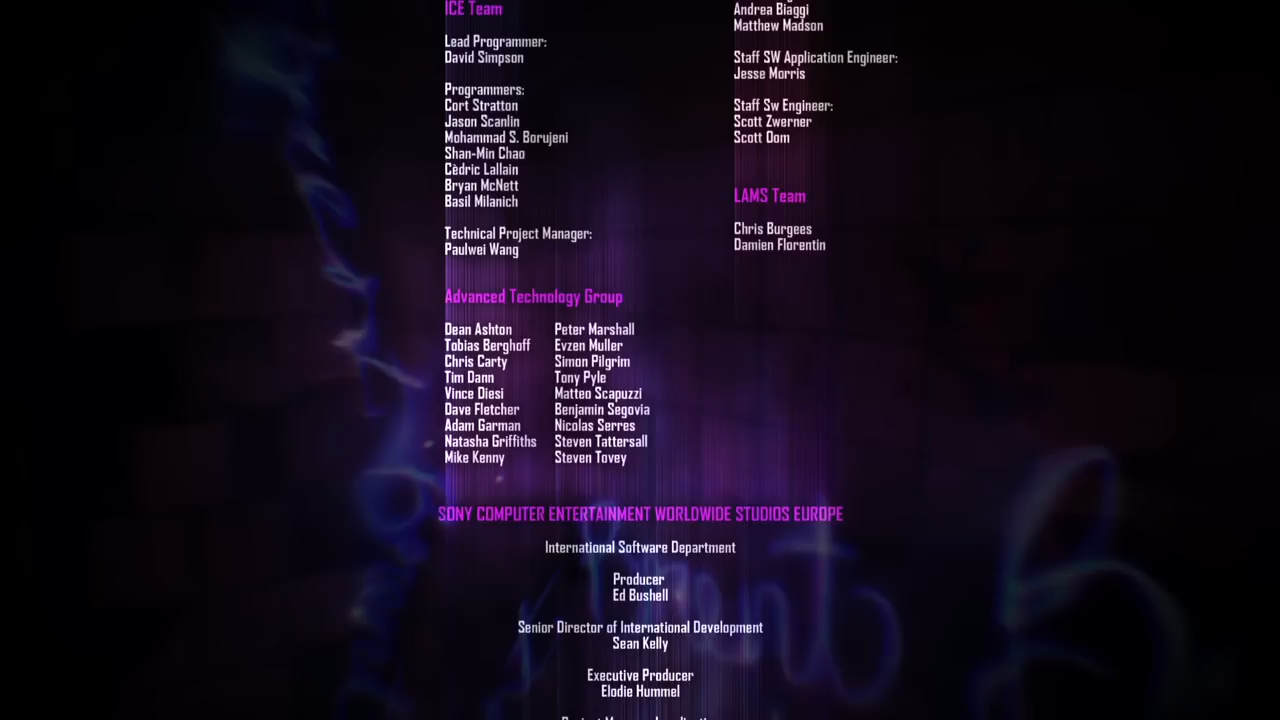 ICE Team
Lead Programmer:
David Simpson
Programmers:
Cort Stratton
Jason Scanlin
Mohammad S. Borujeni
Shan-Min Chao
Cèdric Lallain
Bryan McNett
Basil Milanich
Technical Project Manager:
Paulwei Wang
Andrea Biaggi
Matthew Madson
Staff SW Application Engineer:
Jesse Morris
Staff Sw Engineer:
Scott Zwerner
Scott Oom
LAMS Team
Chris Burgees
Damien Florentin
Advanced Technology Group
Dean Ashton
Tobias Berghoff
Chris Carty
Tim Dann
Vince Diesi
Dave Fletcher
Adam Garman
Natasha Griffiths
Mike Kenny
Peter Marshall
Evzen Muller
Simon Pilgrim
Tony Pyle
Matteo Scapuzzi
Benjamin Segovia
Nicolas Serres
Steven Tattersall
Steven Tovey
SONY COMPUTER ENTERTAINMENT WORLDWIDE STUDIOS EUROPE
International Software Department
Producer
Ed Bushell
Senior Director of International Development
Sean Kelly
Executive Producer
Elodie Hummel